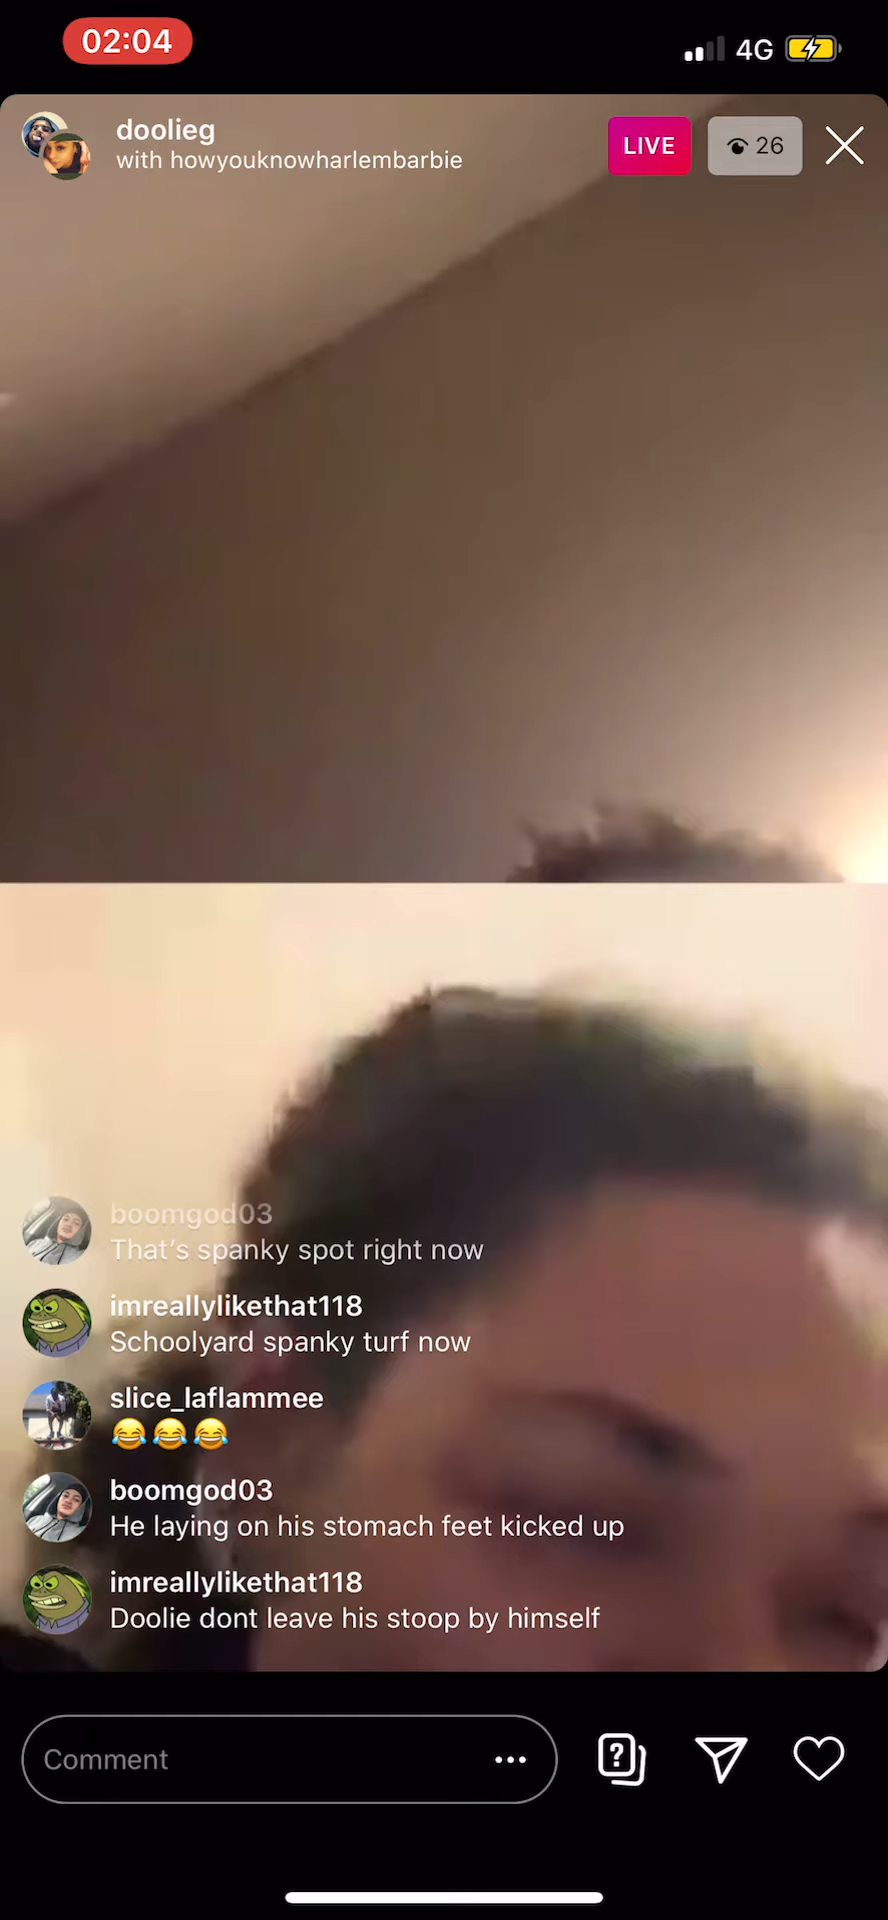 02:04
4G
doolieg
with howyouknowharlembarbie
LIVE
26
boomgod03
That's spanky spot right now
imreallylikethat118
Schoolyard spanky turf now
slice_laflammee
😂😂😂
boomgod03
He laying on his stomach feet kicked up
imreallylikethat118
Doolie dont leave his stoop by himself
Comment